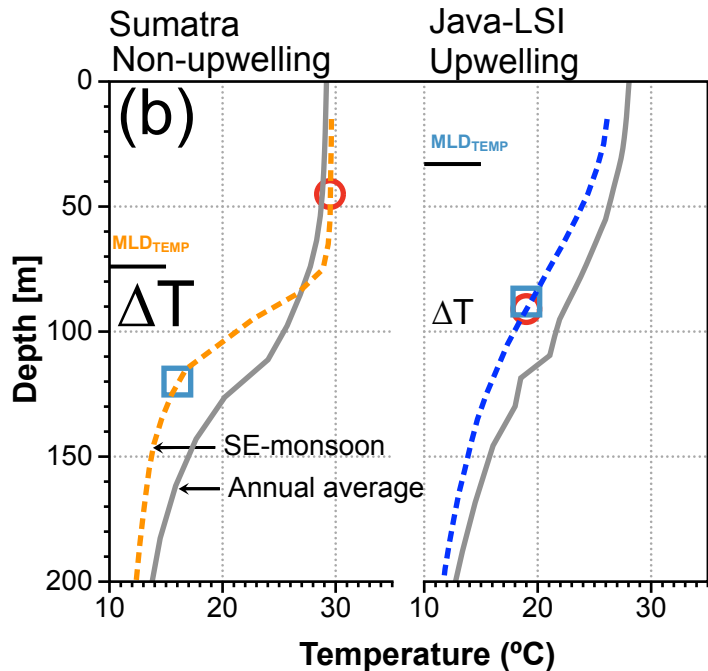 Sumatra
Non-upwelling
Java-LSI
Upwelling
(b)
MLDTEMP
MLDTEMP
ΔT
ΔT
SE-monsoon
Annual average
0
50
100
150
200
Depth [m]
10
20
30
10
20
30
Temperature (ºC)